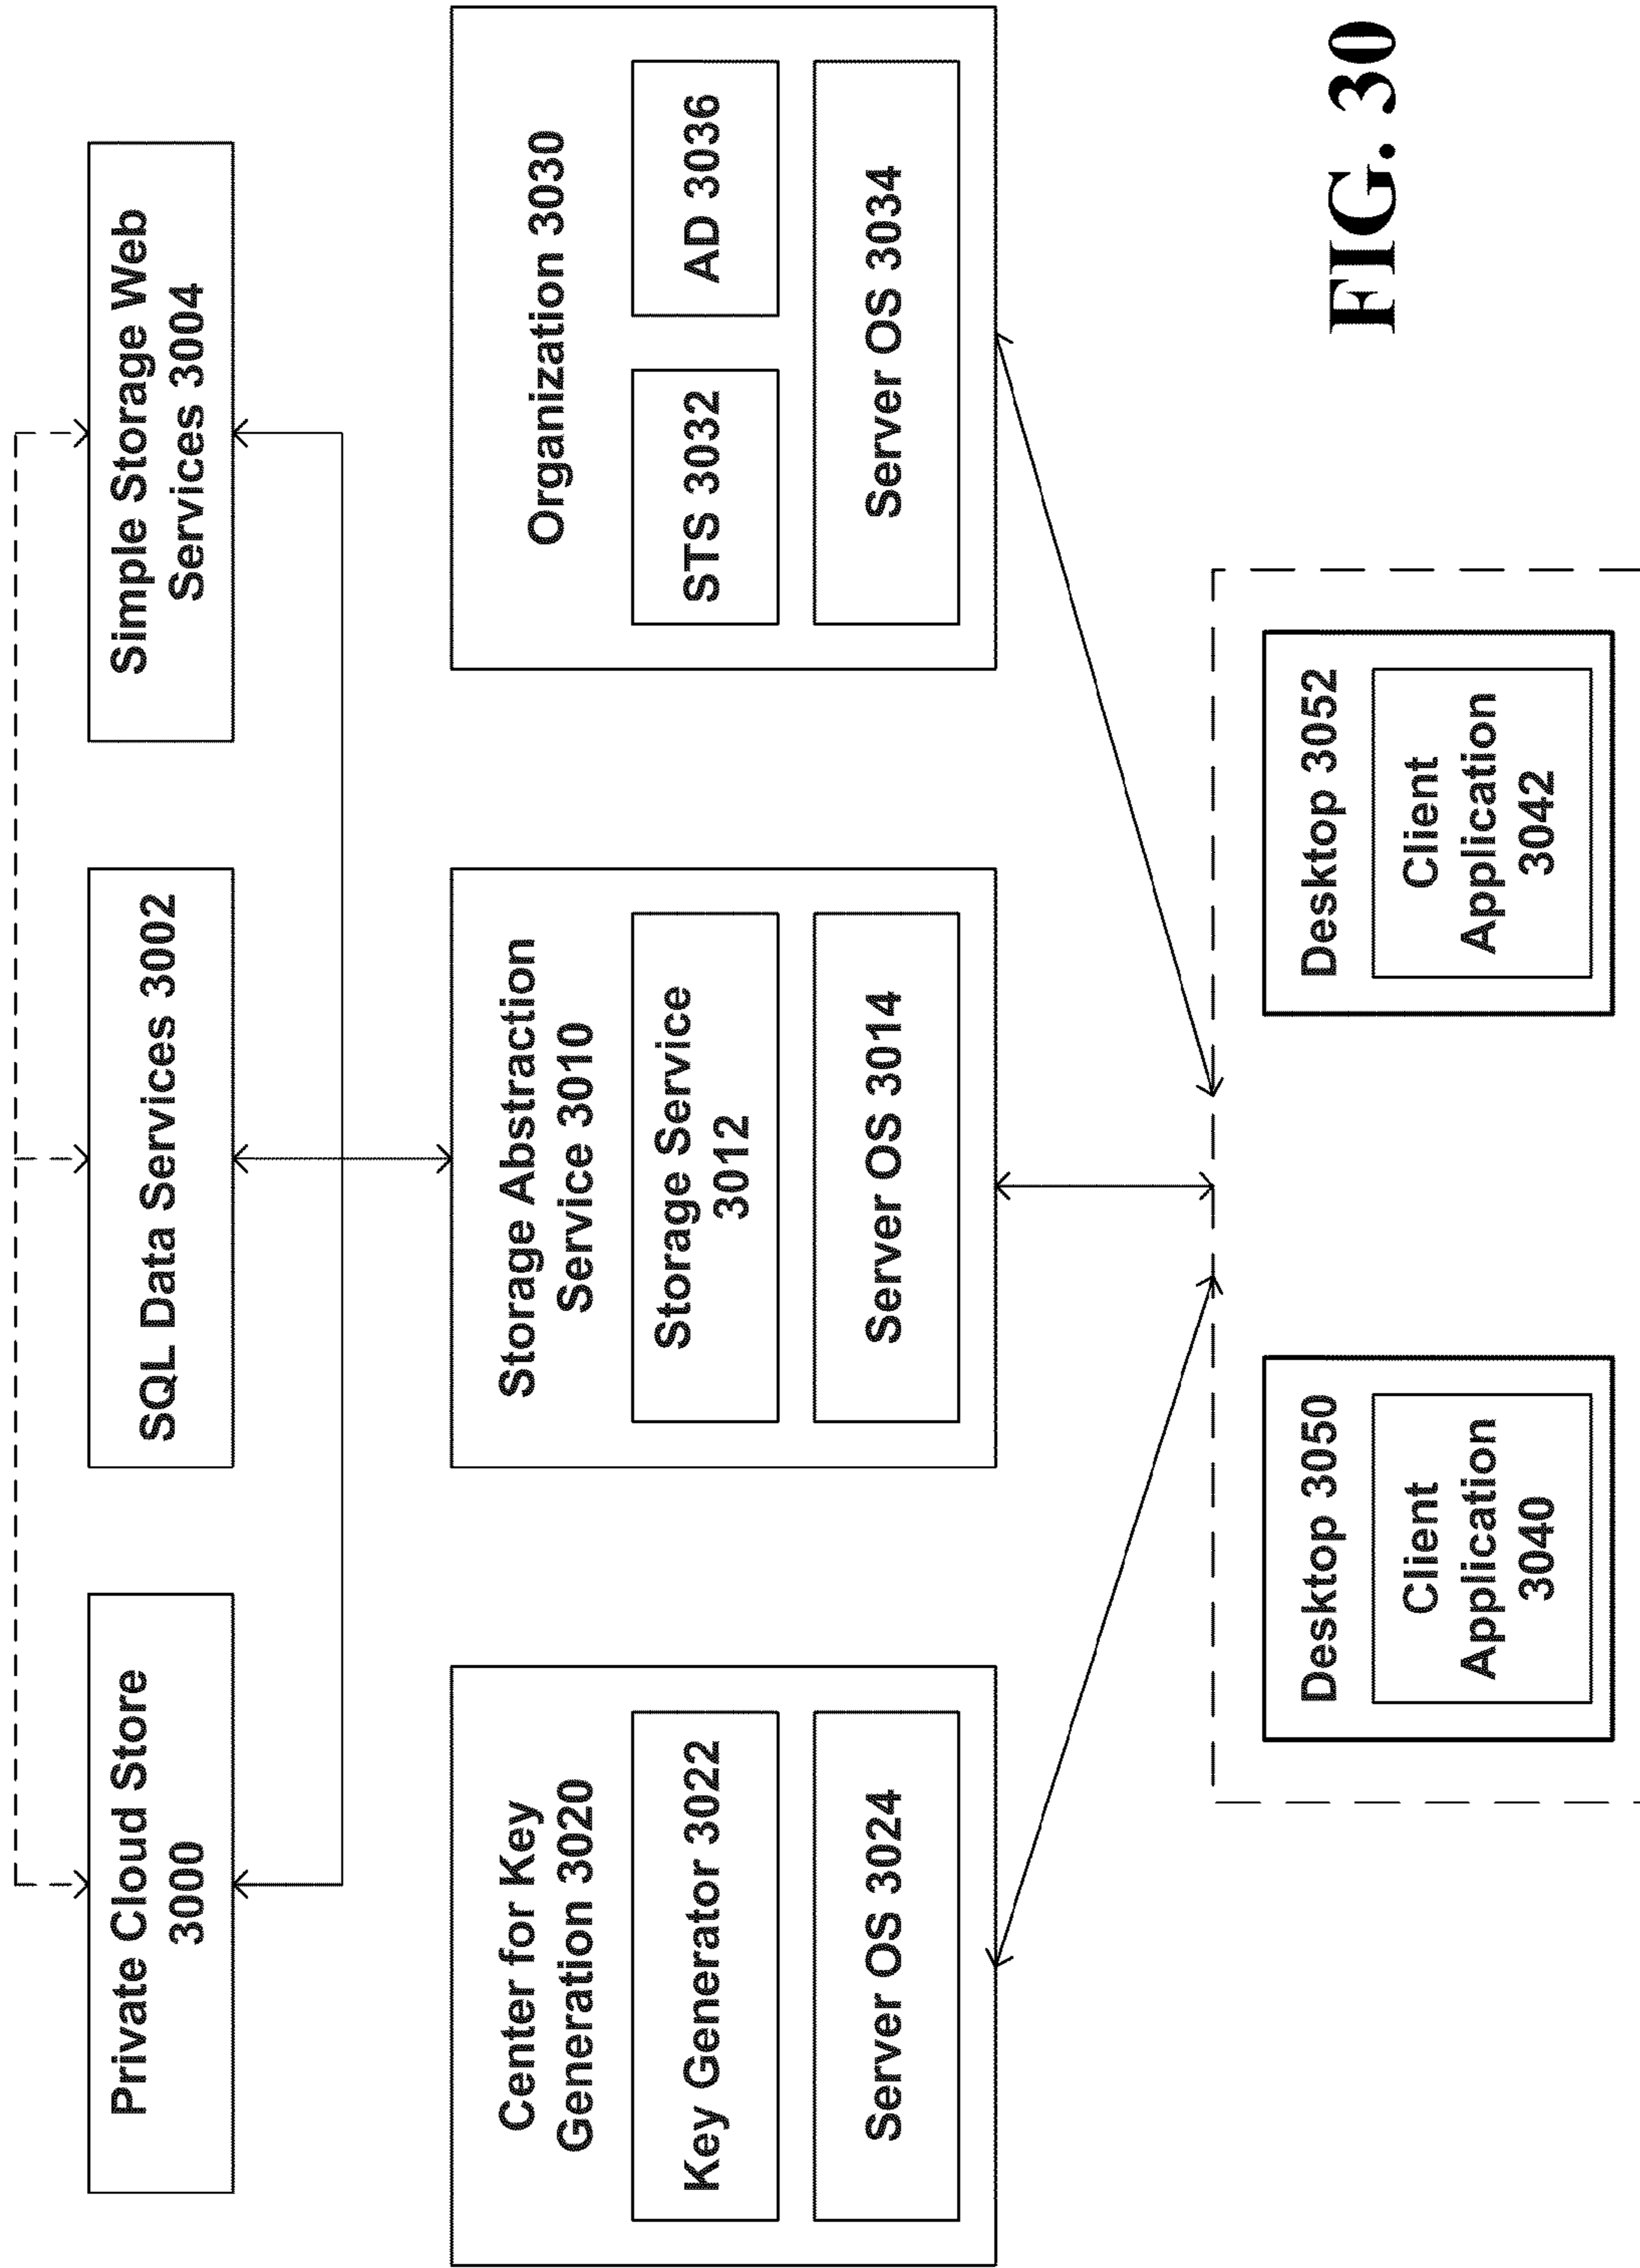 Private Cloud Store
3000
SQL Data Services 3002
Simple Storage Web
Services 3004
Center for Key
Generation 3020
Key Generator 3022
Server OS 3024
Storage Abstraction
Service 3010
Storage Service
3012
Server OS 3014
Organization 3030
STS 3032
AD 3036
Server OS 3034
Desktop 3050
Client
Application
3040
Desktop 3052
Client
Application
3042
FIG. 30